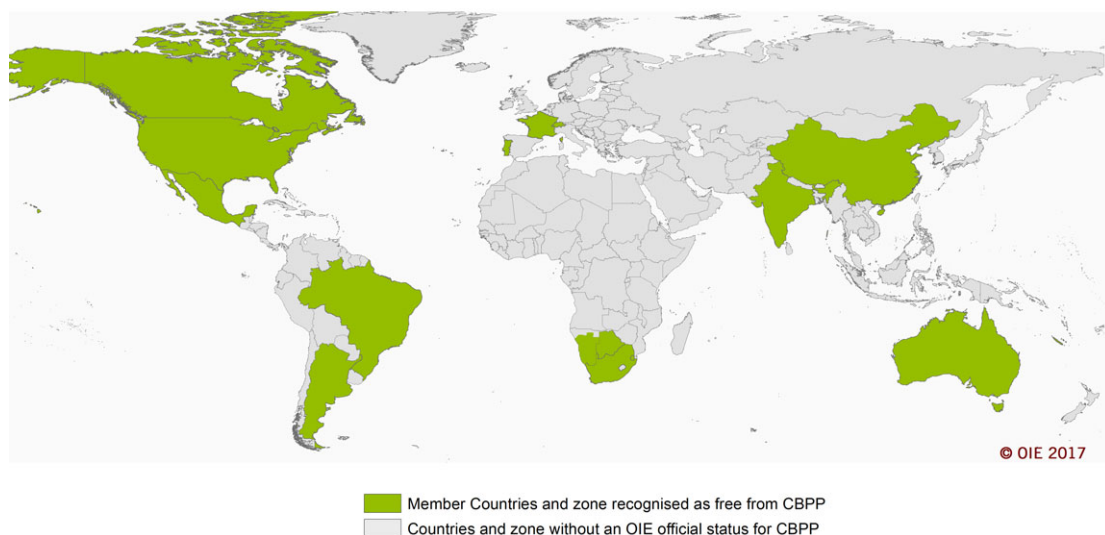 © OIE 2017
Member Countries and zone recognised as free from CBPP
Countries and zone without an OIE official status for CBPP